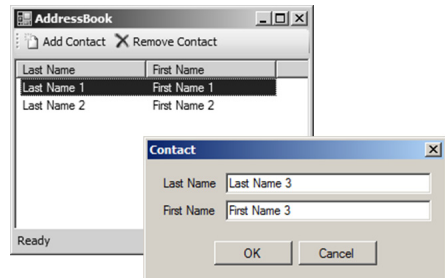 AddressBook
Add Contact Remove Contact
Last Name First Name
Last Name 1 First Name 1
Last Name 2 First Name 2
Ready
Contact
Last Name Last Name 3
First Name First Name 3
OK Cancel